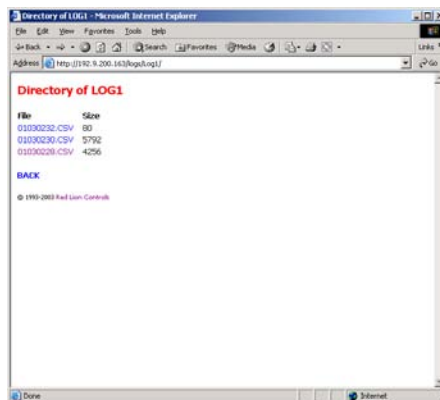 Directory of LOG1 - Microsoft Internet Explorer
File Edit View Favorites Tools Help
Back Search Favorites Media
Links
Address http://192.9.200.163/logs/Log1/ Go
Directory of LOG1
File Size
01030232.CSV 80
01030230.CSV 5792
01030228.CSV 4256
BACK
© 1993-2003 Red Lion Controls
Done Internet